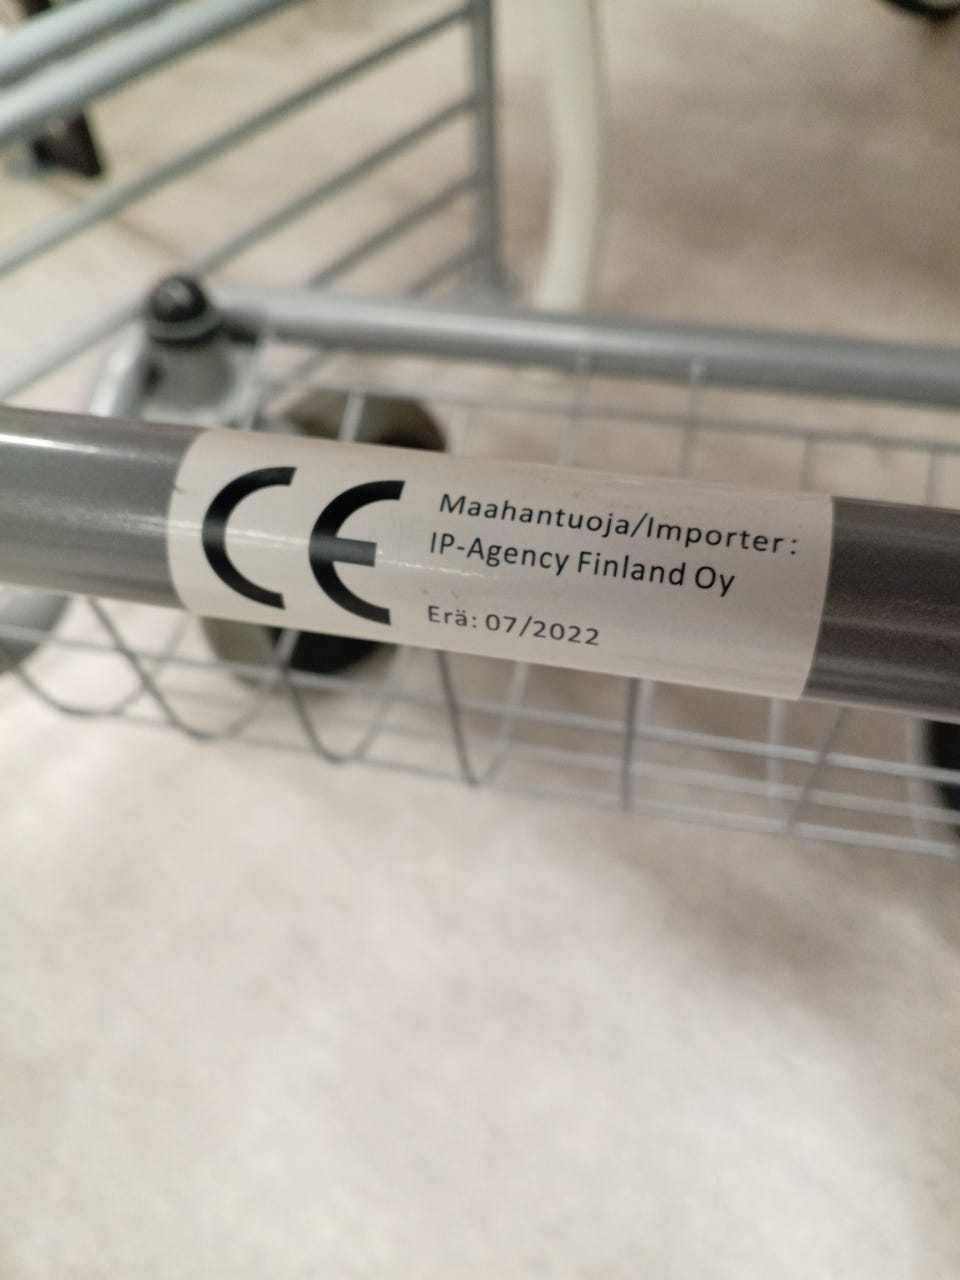 CE
Maahantuoja/Importer:
IP-Agency Finland Oy
Erä: 07/2022